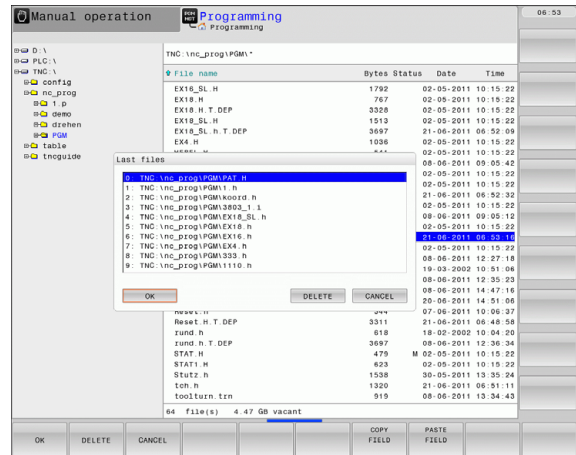 Manual operation
PGM
MGT
Programming
Programming
06:53
D:\
PLC:\
TNC:\
config
nc_prog
1.p
demo
drehen
PGM
table
tncguide
TNC:\nc_prog\PGM\*
File name Bytes Status Date Time
EX16_SL.H 1792 02-05-2011 10:15:22
EX18.H 767 02-05-2011 10:15:22
EX18.H.T.DEP 3328 02-05-2011 10:15:22
EX18_SL.H 1513 02-05-2011 10:15:22
EX18_SL.h.T.DEP 3697 21-06-2011 06:52:09
EX4.H 1036 02-05-2011 10:15:22
02-05-2011 10:15:22
08-06-2011 09:05:42
02-05-2011 10:15:22
02-05-2011 10:15:22
21-06-2011 06:52:32
02-05-2011 10:15:22
08-06-2011 09:05:12
02-05-2011 10:15:22
21-06-2011 06:53:16
02-05-2011 10:15:22
08-06-2011 12:27:18
19-03-2002 10:51:06
08-06-2011 12:35:23
08-06-2011 14:47:16
20-06-2011 14:51:06
Reset.h 344 07-06-2011 10:06:37
Reset.H.T.DEP 3311 21-06-2011 06:48:58
rund.h 618 18-02-2002 10:04:20
rund.h.T.DEP 3697 08-06-2011 12:36:34
STAT.H 479 M 02-05-2011 10:15:22
STAT1.H 623 02-05-2011 10:15:22
Stutz.h 1538 30-05-2011 13:35:24
tch.h 1320 21-06-2011 06:51:11
toolturn.trn 919 08-06-2011 13:34:43
64 file(s) 4.47 GB vacant
Last files
0: TNC:\nc_prog\PGM\PAT.H
1: TNC:\nc_prog\PGM\1.h
2: TNC:\nc_prog\PGM\koord.h
3: TNC:\nc_prog\PGM\3803_1.i
4: TNC:\nc_prog\PGM\EX18_SL.h
5: TNC:\nc_prog\PGM\EX18.h
6: TNC:\nc_prog\PGM\EX16.h
7: TNC:\nc_prog\PGM\EX4.h
8: TNC:\nc_prog\PGM\333.h
9: TNC:\nc_prog\PGM\1110.h
OK DELETE CANCEL
OK DELETE CANCEL COPY FIELD PASTE FIELD